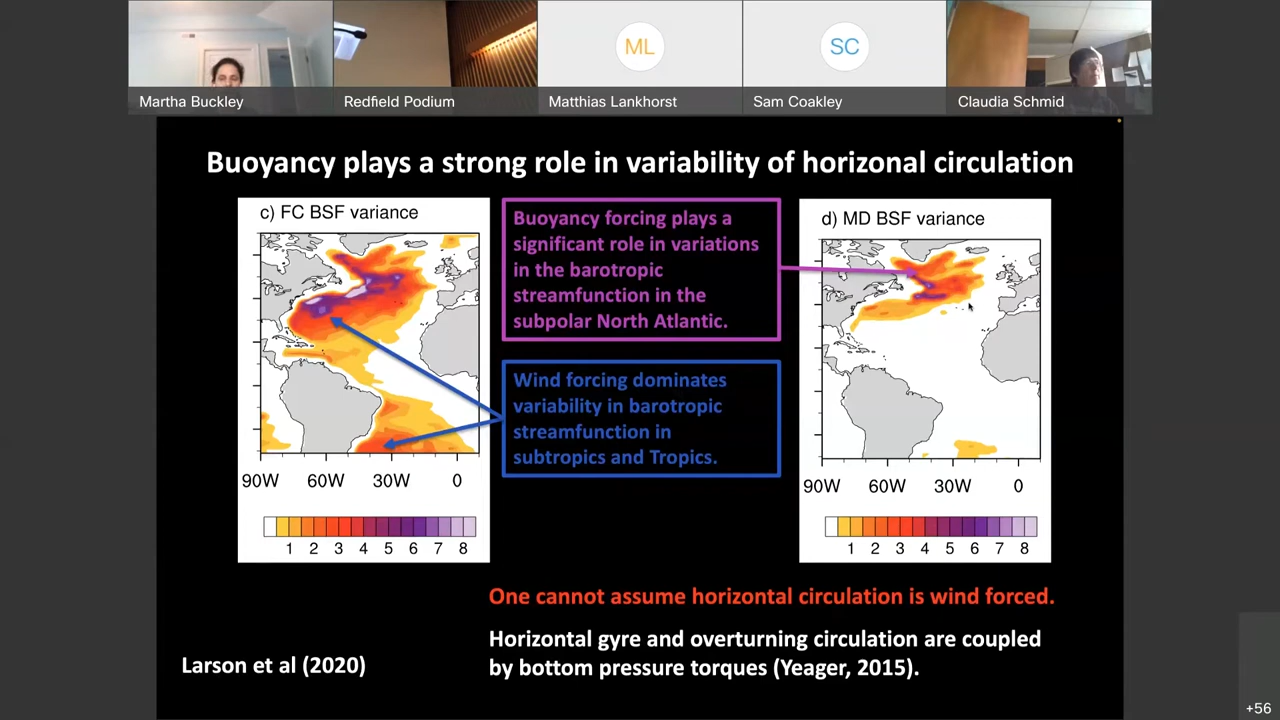 ML
SC
Martha Buckley
Redfield Podium
Matthias Lankhorst
Sam Coakley
Claudia Schmid
Buoyancy plays a strong role in variability of horizonal circulation
c) FC BSF variance
90W 60W 30W 0
1 2 3 4 5 6 7 8
Buoyancy forcing plays a
significant role in variations
in the barotropic
streamfunction in the
subpolar North Atlantic.
Wind forcing dominates
variability in barotropic
streamfunction in
subtropics and Tropics.
d) MD BSF variance
90W 60W 30W 0
1 2 3 4 5 6 7 8
One cannot assume horizontal circulation is wind forced.
Horizontal gyre and overturning circulation are coupled
by bottom pressure torques (Yeager, 2015).
Larson et al (2020)
+56